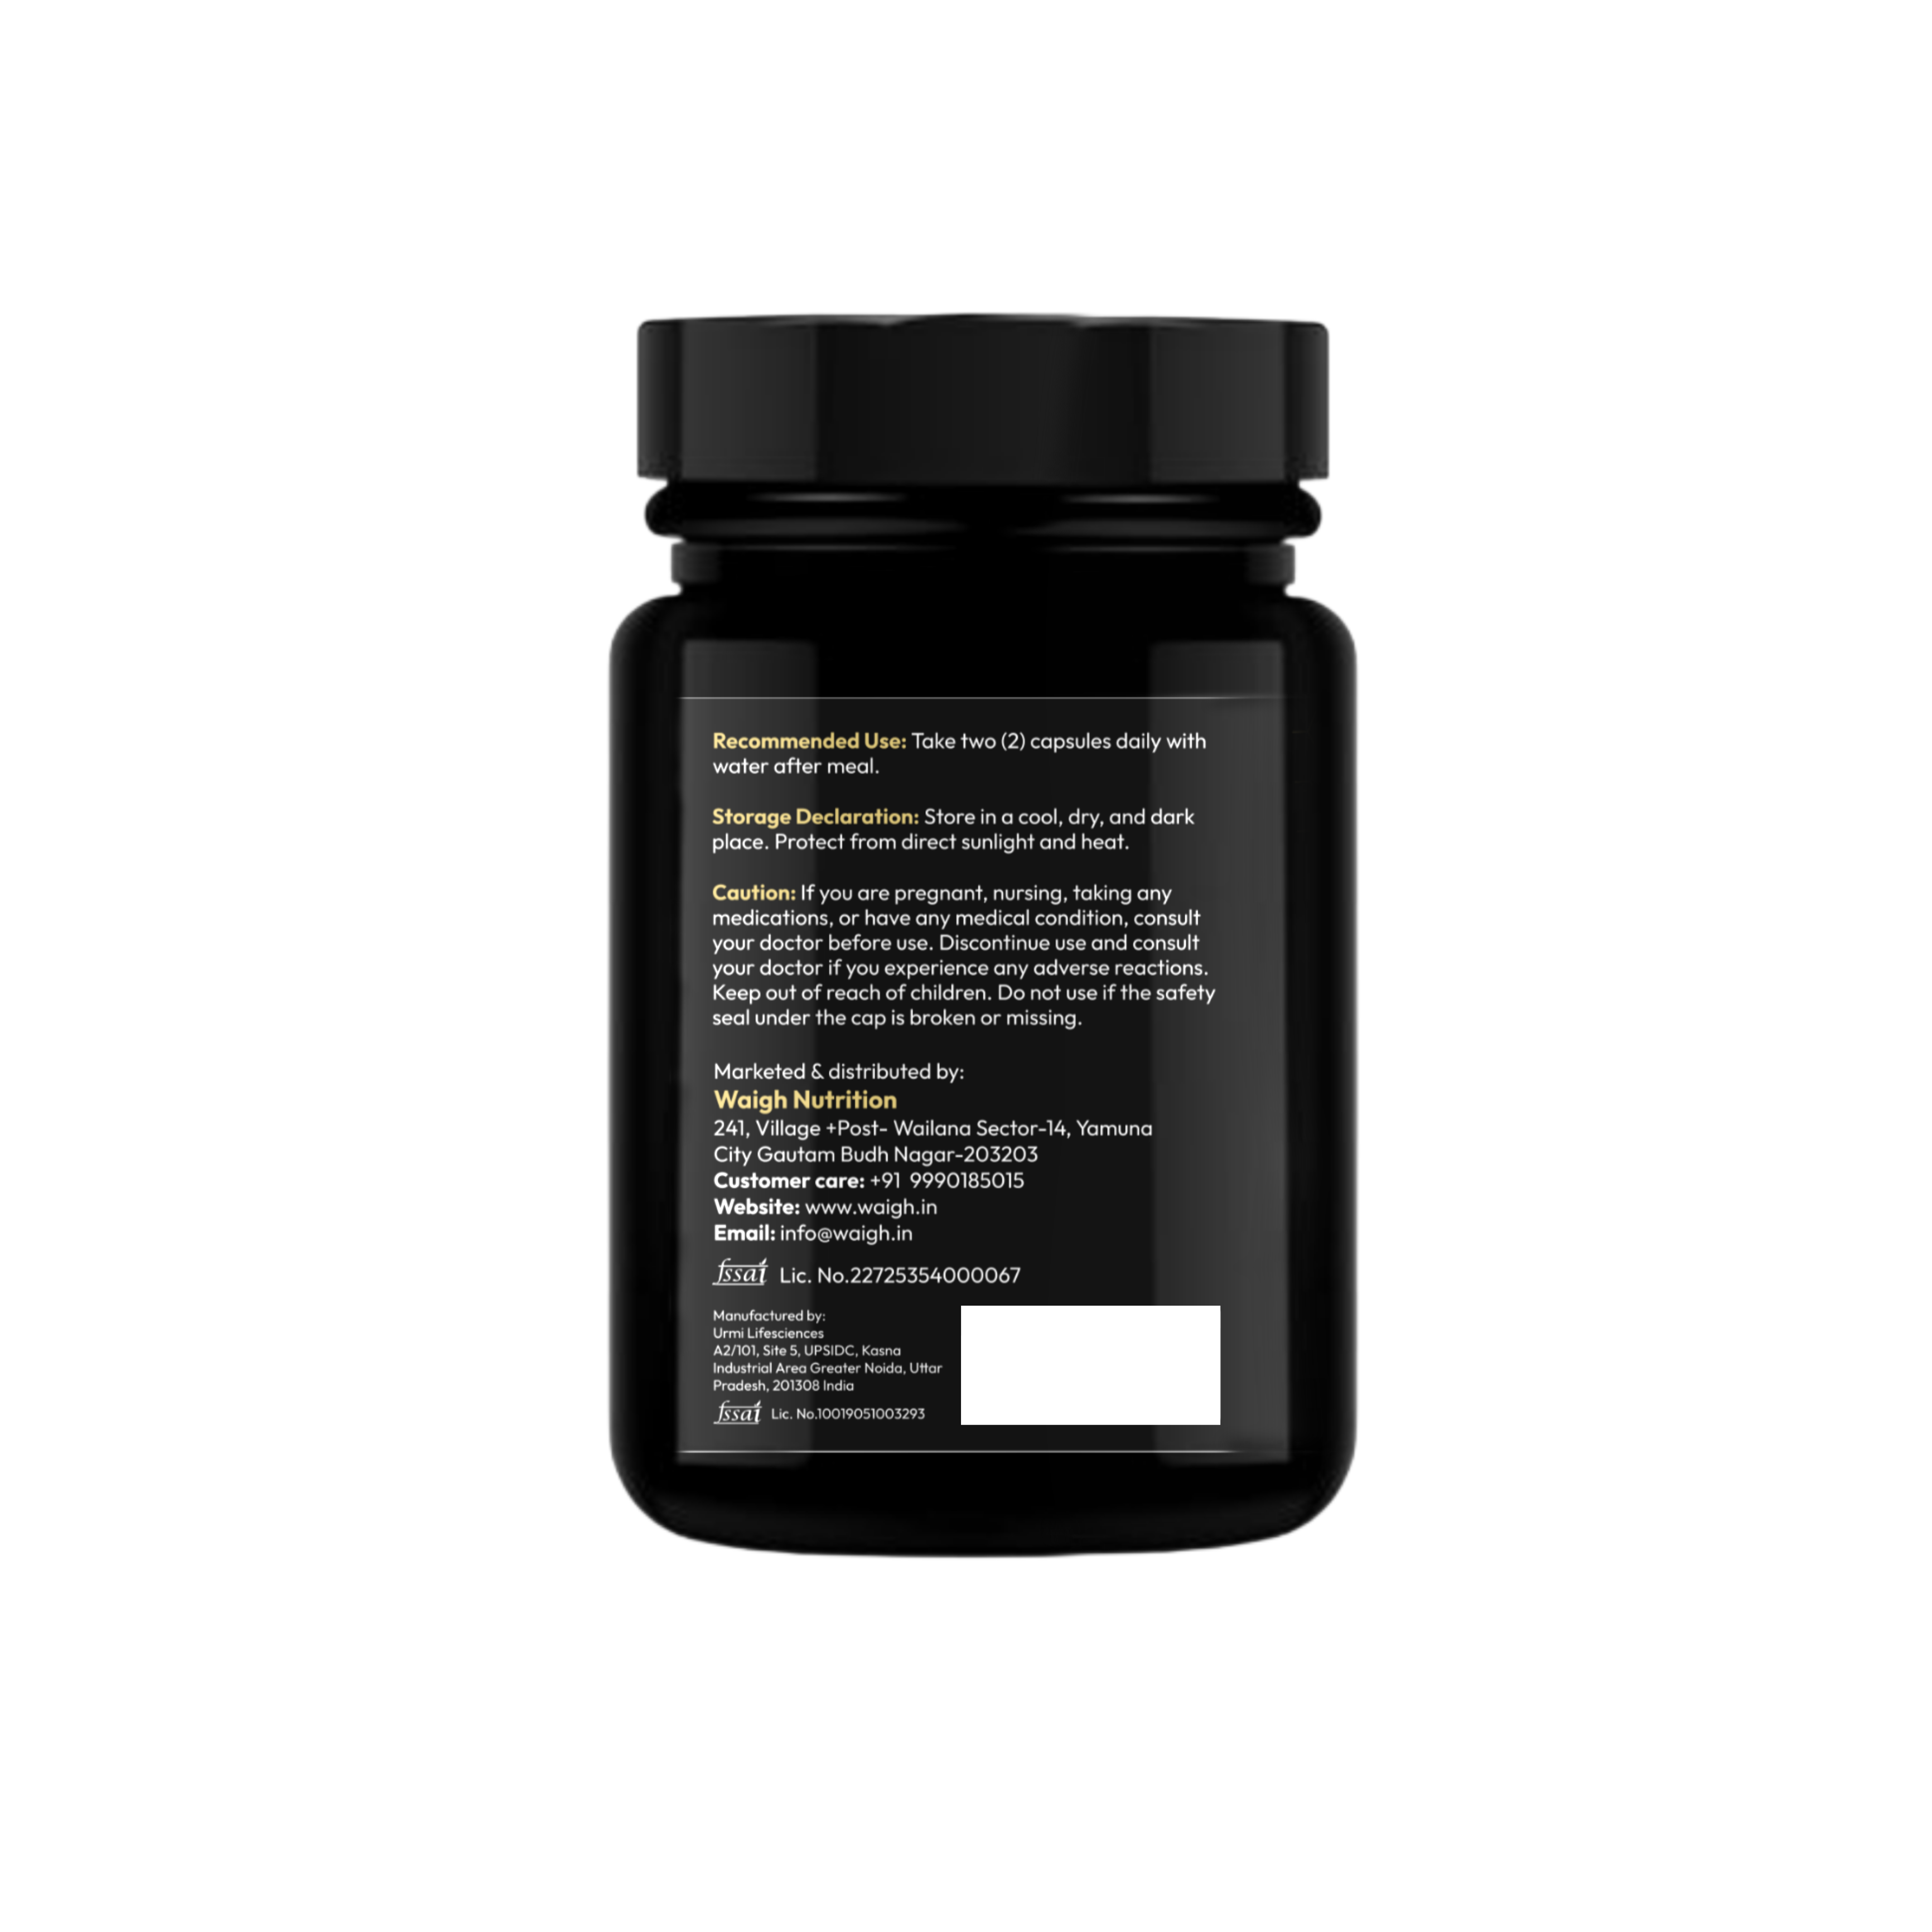 Recommended Use: Take two (2) capsules daily with
water after meal.
Storage Declaration: Store in a cool, dry, and dark
place. Protect from direct sunlight and heat.
Caution: If you are pregnant, nursing, taking any
medications, or have any medical condition, consult
your doctor before use. Discontinue use and consult
your doctor if you experience any adverse reactions.
Keep out of reach of children. Do not use if the safety
seal under the cap is broken or missing.
Marketed & distributed by:
Waigh Nutrition
241, Village +Post- Wailana Sector-14, Yamuna
City Gautam Budh Nagar-203203
Customer care: +91 9990185015
Website: www.waigh.in
Email: info@waigh.in
fssai Lic. No.22725354000067
Manufactured by:
Urmi Lifesciences
A2/101, Site 5, UPSIDC, Kasna
Industrial Area Greater Noida, Uttar
Pradesh, 201308 India
fssai Lic. No.10019051003293